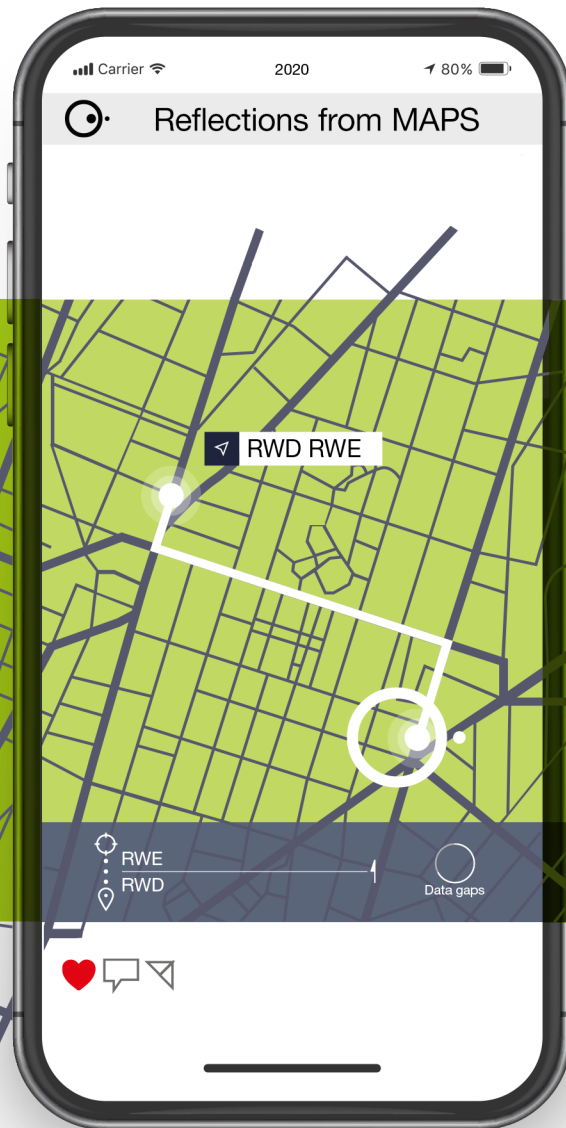 Carrier 2020 80%
Reflections from MAPS
RWD RWE
RWE
RWD
Data gaps